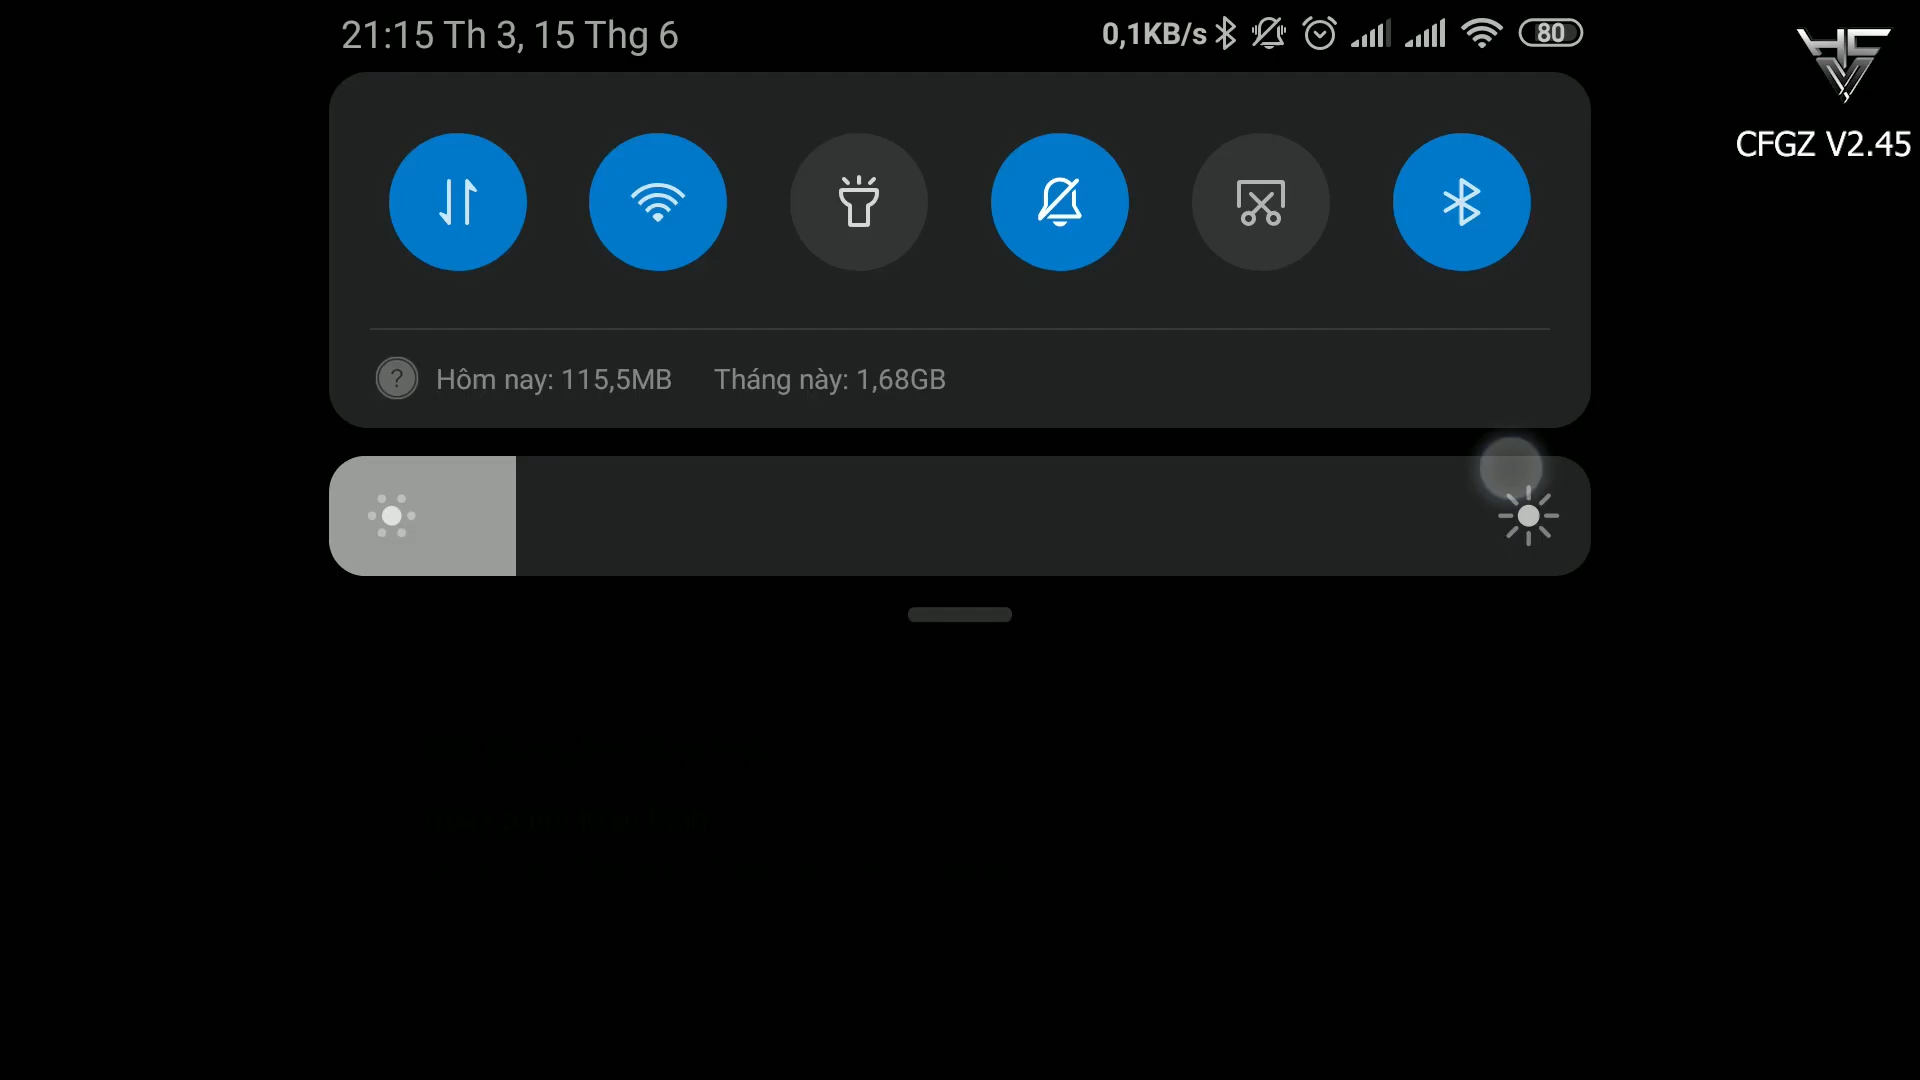 21:15 Th 3, 15 Thg 6
0,1KB/s 80
CFGZ V2.45
Hôm nay: 115,5MB Tháng này: 1,68GB